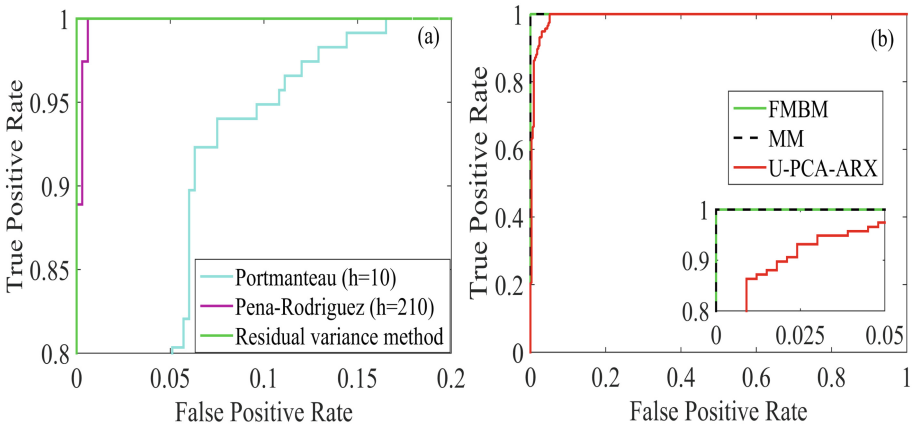 (a)
True Positive Rate
1
0.95
0.9
0.85
0.8
Portmanteau (h=10)
Pena-Rodriguez (h=210)
Residual variance method
0 0.05 0.1 0.15 0.2
False Positive Rate
(b)
True Positive Rate
1
0.8
0.6
0.4
0.2
0
FMBM
MM
U-PCA-ARX
1
0.9
0.8
0 0.025 0.05
0 0.2 0.4 0.6 0.8 1
False Positive Rate